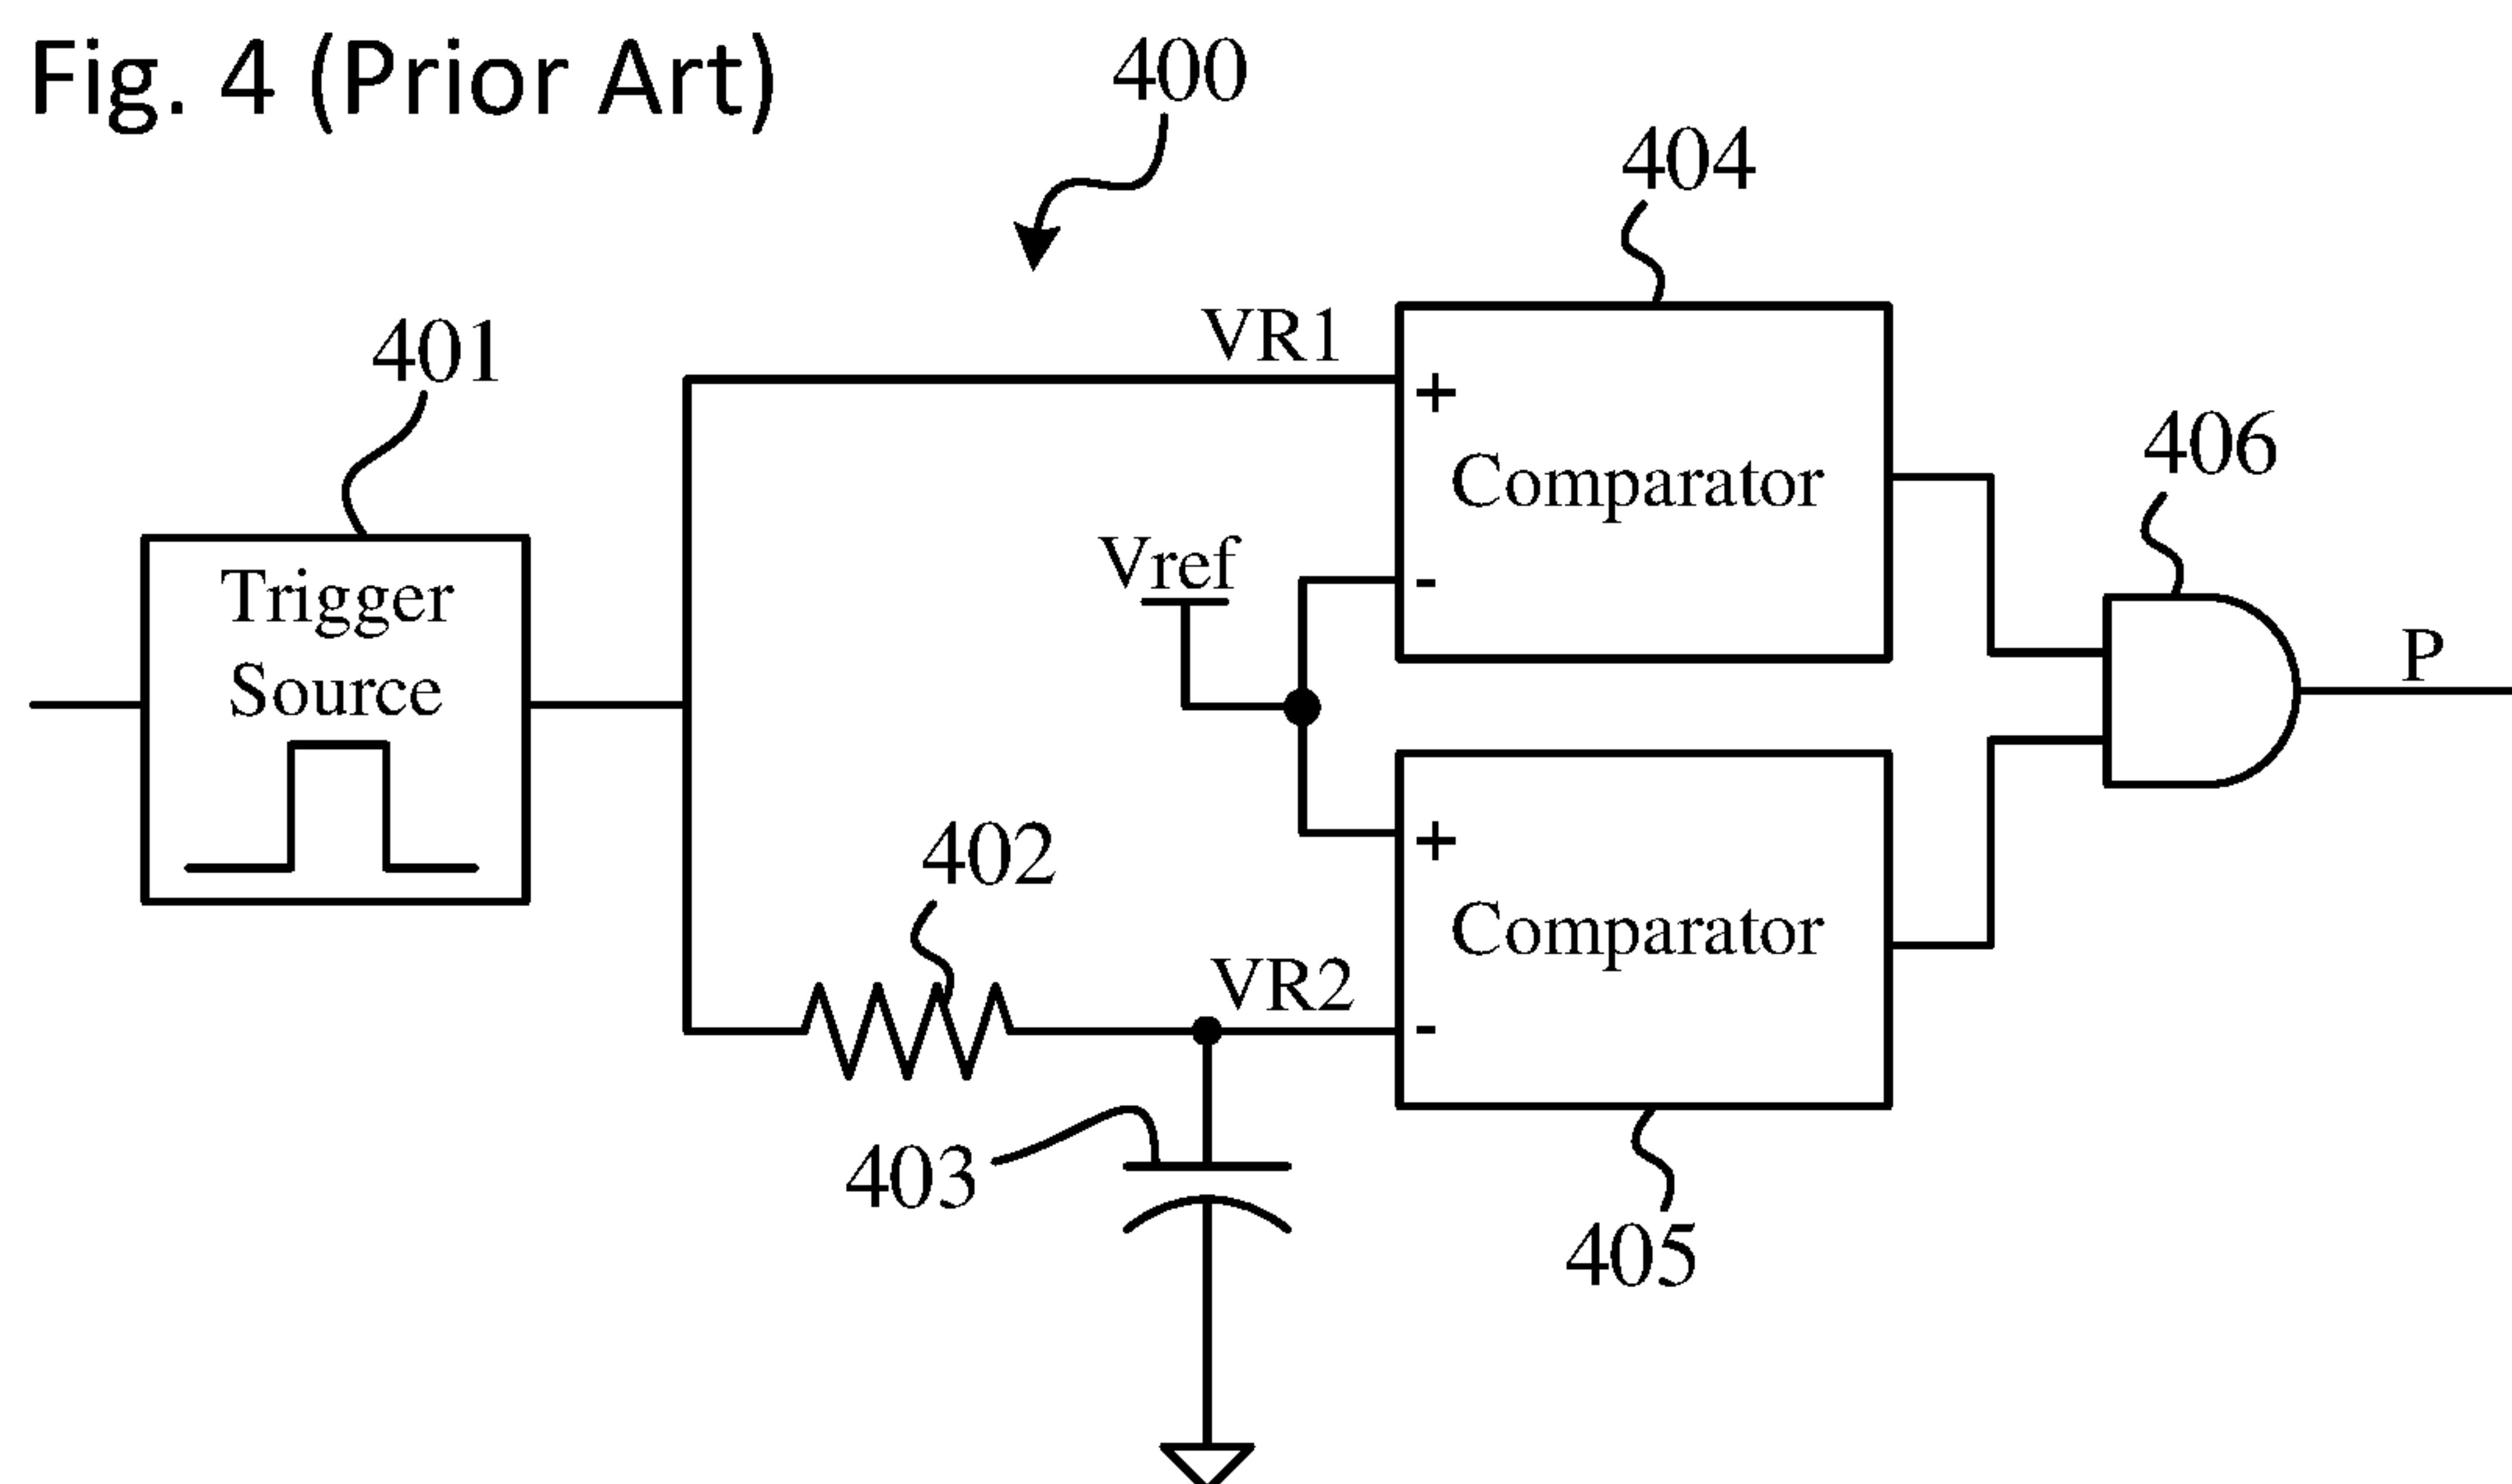 Fig. 4 (Prior Art)
400
404
401
VR1
+
Comparator
406
Vref
-
Trigger
Source
P
402
+
Comparator
VR2
-
403
405